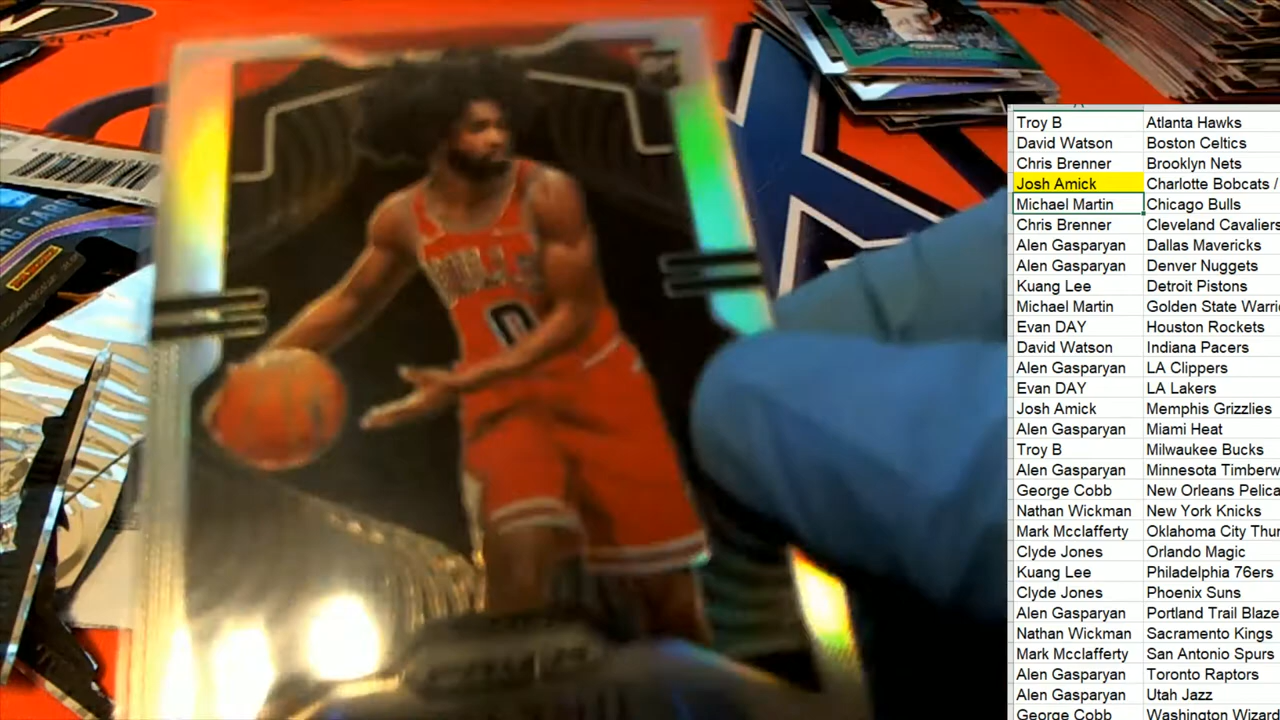 BULLS
0
Troy B Atlanta Hawks
David Watson Boston Celtics
Chris Brenner Brooklyn Nets
Josh Amick Charlotte Bobcats /
Michael Martin Chicago Bulls
Chris Brenner Cleveland Cavaliers
Alen Gasparyan Dallas Mavericks
Alen Gasparyan Denver Nuggets
Kuang Lee Detroit Pistons
Michael Martin Golden State Warri
Evan DAY Houston Rockets
David Watson Indiana Pacers
Alen Gasparyan LA Clippers
Evan DAY LA Lakers
Josh Amick Memphis Grizzlies
Alen Gasparyan Miami Heat
Troy B Milwaukee Bucks
Alen Gasparyan Minnesota Timberw
George Cobb New Orleans Pelica
Nathan Wickman New York Knicks
Mark Mcclafferty Oklahoma City Thun
Clyde Jones Orlando Magic
Kuang Lee Philadelphia 76ers
Clyde Jones Phoenix Suns
Alen Gasparyan Portland Trail Blaze
Nathan Wickman Sacramento Kings
Mark Mcclafferty San Antonio Spurs
Alen Gasparyan Toronto Raptors
Alen Gasparyan Utah Jazz
George Cobb Washington Wizard